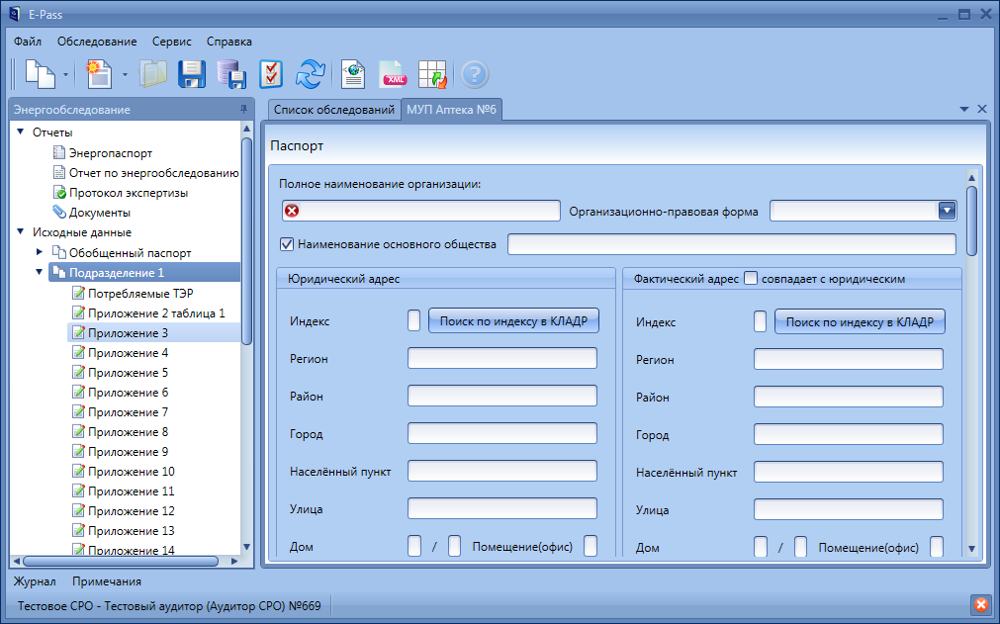 E-Pass
Файл Обследование Сервис Справка
XML
?
Энергообследование
Отчеты
Энергопаспорт
Отчет по энергообследованию
Протокол экспертизы
Документы
Исходные данные
Обобщенный паспорт
Подразделение 1
Потребляемые ТЭР
Приложение 2 таблица 1
Приложение 3
Приложение 4
Приложение 5
Приложение 6
Приложение 7
Приложение 8
Приложение 9
Приложение 10
Приложение 11
Приложение 12
Приложение 13
Приложение 14
Список обследований МУП Аптека №6
Паспорт
Полное наименование организации:
Организационно-правовая форма
Наименование основного общества
Юридический адрес
Индекс Поиск по индексу в КЛАДР
Регион
Район
Город
Населённый пункт
Улица
Дом / Помещение(офис)
Фактический адрес совпадает с юридическим
Индекс Поиск по индексу в КЛАДР
Регион
Район
Город
Населённый пункт
Улица
Дом / Помещение(офис)
Журнал Примечания
Тестовое СРО - Тестовый аудитор (Аудитор СРО) №669